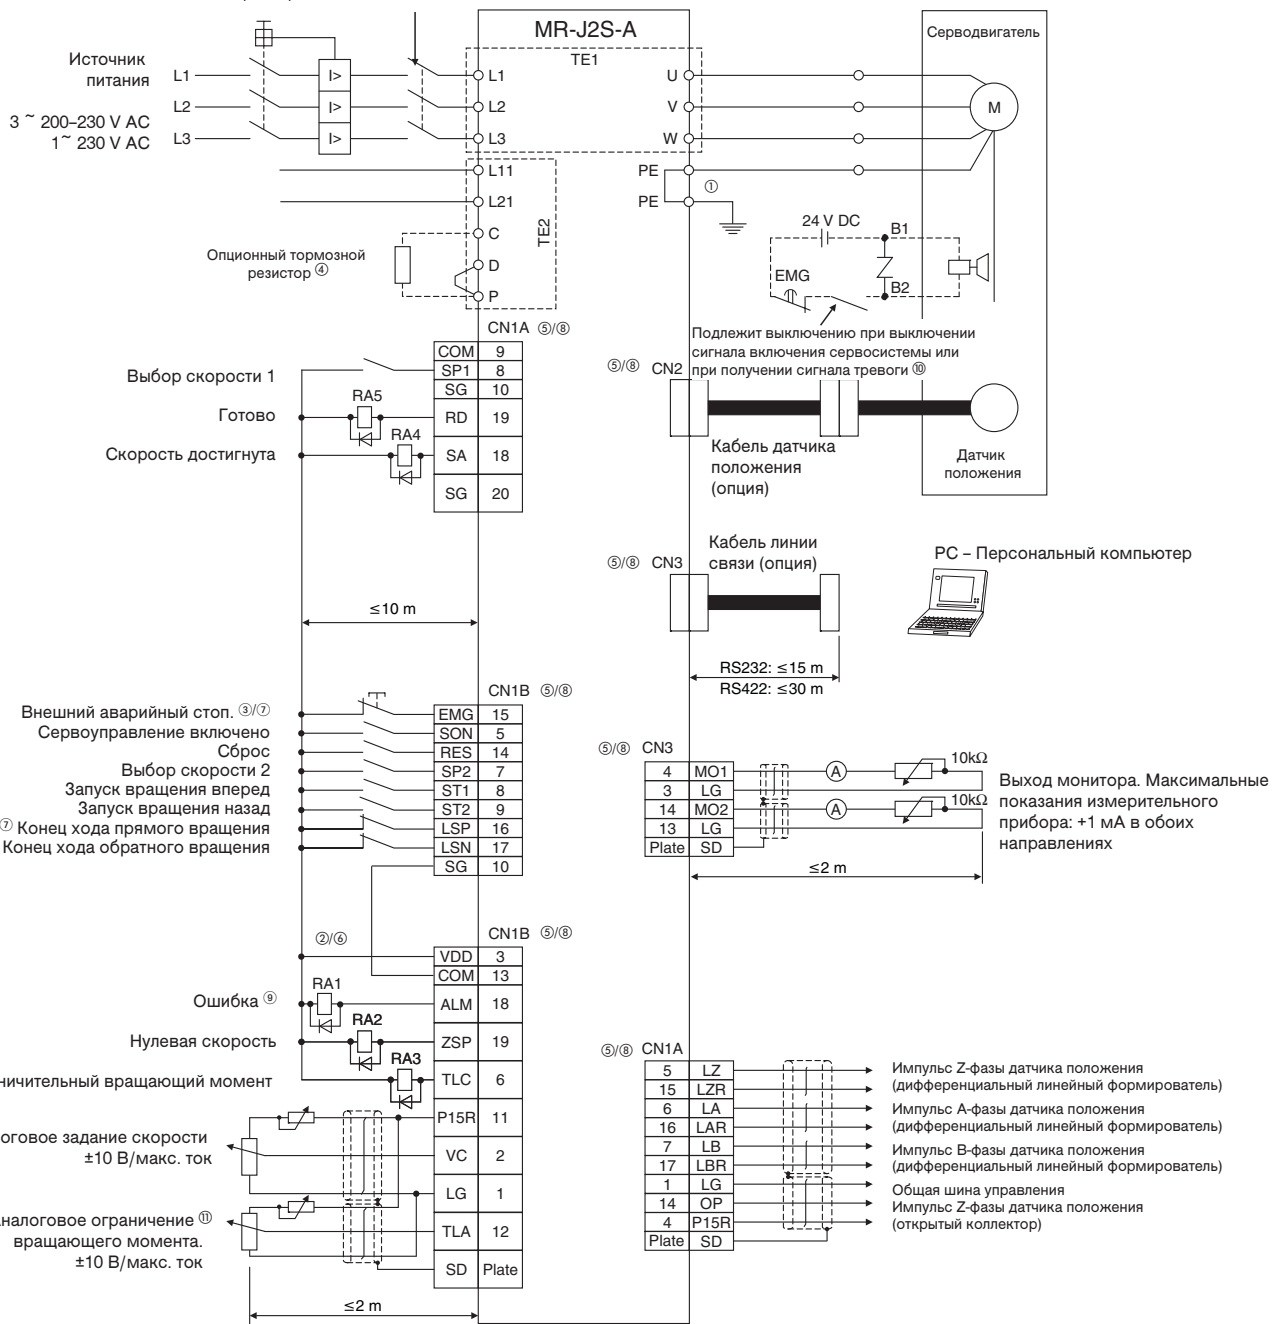 MR-J2S-A
Серводвигатель
TE1
Источник
питания
3 ~ 200–230 V AC
1~ 230 V AC
L1
L2
L3
I>
I>
I>
L1
L2
L3
U
V
W
M
L11
L21
C
D
P
TE2
PE
PE
①
Опционный тормозной
резистор ④
24 V DC
B1
B2
EMG
Подлежит выключению при выключении
сигнала включения сервосистемы или
при получении сигнала тревоги ⑩
CN1A ⑤/⑧
COM 9
SP1 8
SG 10
RD 19
SA 18
SG 20
Выбор скорости 1
Готово
Скорость достигнута
RA5
RA4
⑤/⑧ CN2
Кабель датчика
положения
(опция)
Датчик
положения
⑤/⑧ CN3
Кабель линии
связи (опция)
PC – Персональный компьютер
≤10 m
RS232: ≤15 m
RS422: ≤30 m
CN1B ⑤/⑧
Внешний аварийный стоп. ③/⑦
Сервоуправление включено
Сброс
Выбор скорости 2
Запуск вращения вперед
Запуск вращения назад
⑦ Конец хода прямого вращения
Конец хода обратного вращения
EMG 15
SON 5
RES 14
SP2 7
ST1 8
ST2 9
LSP 16
LSN 17
SG 10
⑤/⑧ CN3
4 MO1
3 LG
14 MO2
13 LG
Plate SD
A
A
10kΩ
10kΩ
Выход монитора. Максимальные
показания измерительного
прибора: +1 мА в обоих
направлениях
≤2 m
CN1B ⑤/⑧
②/⑥
VDD 3
COM 13
ALM 18
ZSP 19
TLC 6
P15R 11
VC 2
LG 1
TLA 12
SD Plate
Ошибка ⑨
RA1
Нулевая скорость
RA2
RA3
ничительный вращающий момент
оговое задание скорости
±10 В/макс. ток
налоговое ограничение ⑪
вращающего момента.
±10 В/макс. ток
≤2 m
⑤/⑧ CN1A
5 LZ
15 LZR
6 LA
16 LAR
7 LB
17 LBR
1 LG
14 OP
4 P15R
Plate SD
Импульс Z-фазы датчика положения
(дифференциальный линейный формирователь)
Импульс А-фазы датчика положения
(дифференциальный линейный формирователь)
Импульс В-фазы датчика положения
(дифференциальный линейный формирователь)
Общая шина управления
Импульс Z-фазы датчика положения
(открытый коллектор)